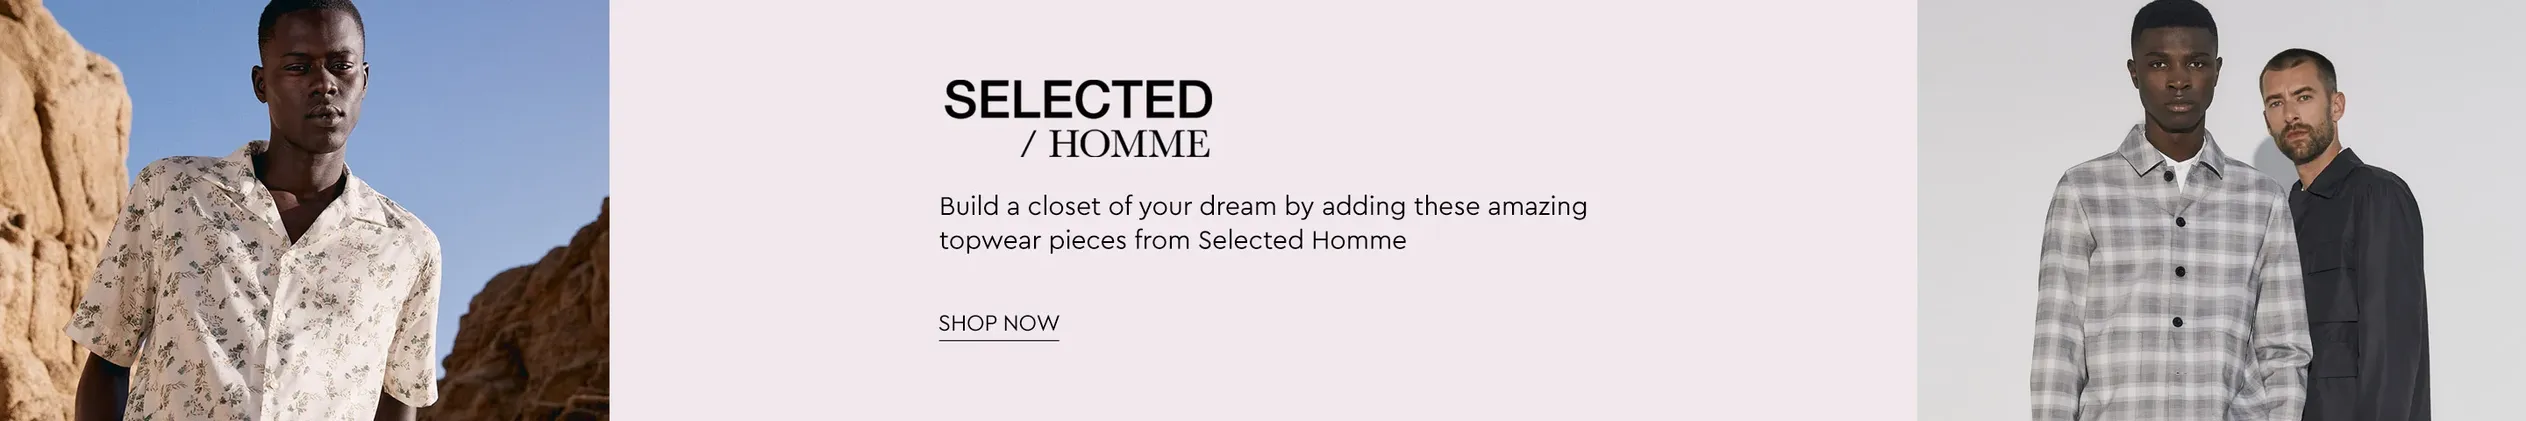 SELECTED
/ HOMME
Build a closet of your dream by adding these amazing
topwear pieces from Selected Homme
SHOP NOW